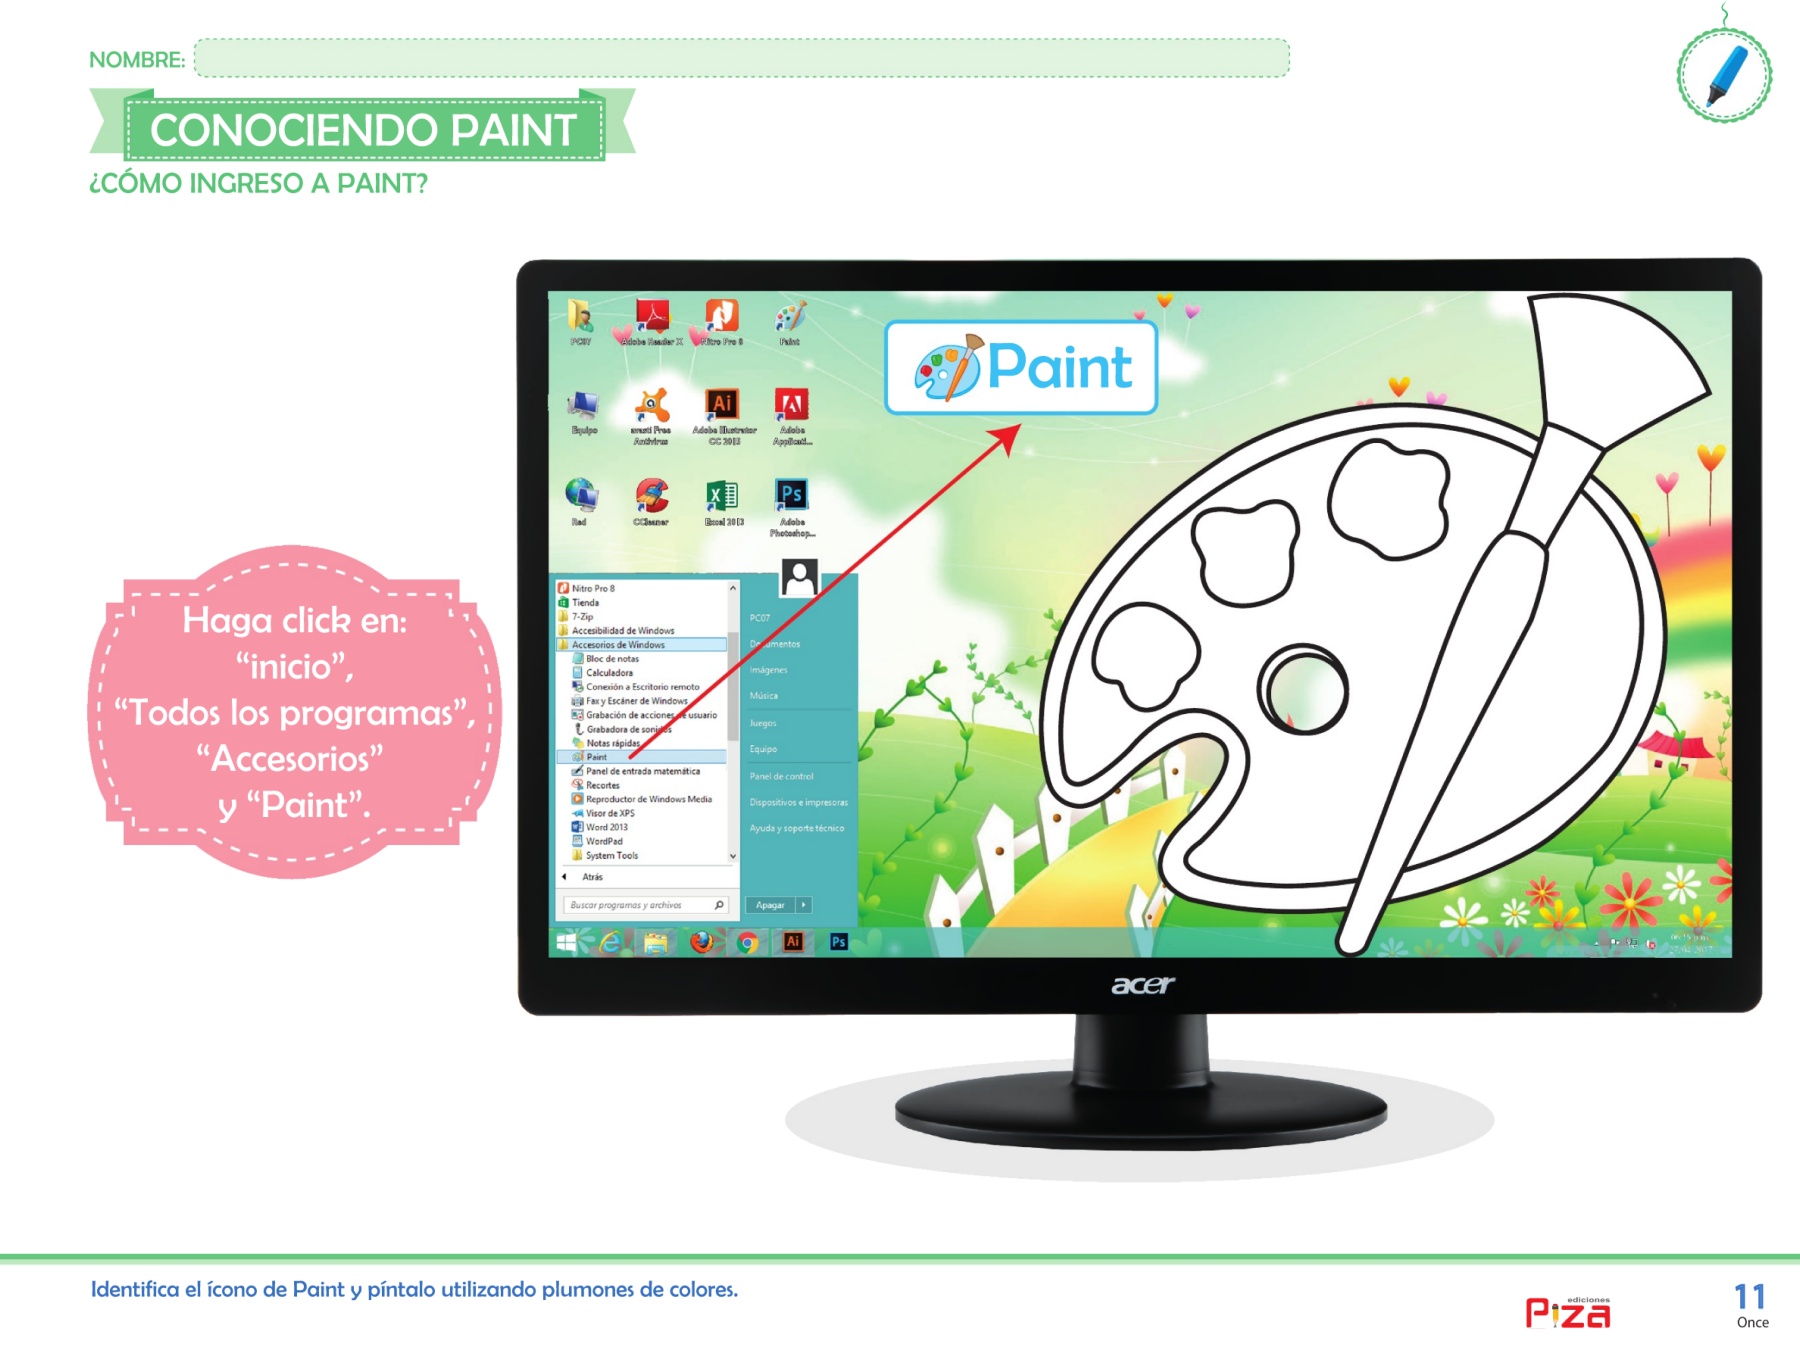 NOMBRE:
CONOCIENDO PAINT
¿CÓMO INGRESO A PAINT?
Haga click en:
“inicio”,
“Todos los programas”,
“Accesorios”
y “Paint”.
PC07
Adobe Reader X
Nitro Pro 8
Paint
Equipo
avast! Free
Antivirus
Adobe Illustrator
CC 2013
Adobe
Applicati...
Red
CCleaner
Excel 2013
Adobe
Photoshop...
Paint
Nitro Pro 8
Tienda
7-Zip
Accesibilidad de Windows
Accesorios de Windows
Bloc de notas
Calculadora
Conexión a Escritorio remoto
Fax y Escáner de Windows
Grabación de acciones de usuario
Grabadora de sonidos
Notas rápidas
Paint
Panel de entrada matemática
Recortes
Reproductor de Windows Media
Visor de XPS
Word 2013
WordPad
System Tools
Atrás
Buscar programas y archivos
PC07
Documentos
Imágenes
Música
Juegos
Equipo
Panel de control
Dispositivos e impresoras
Ayuda y soporte técnico
Apagar
Ai
Ps
acer
Identifica el ícono de Paint y píntalo utilizando plumones de colores.
ediciones
Piza
11
Once